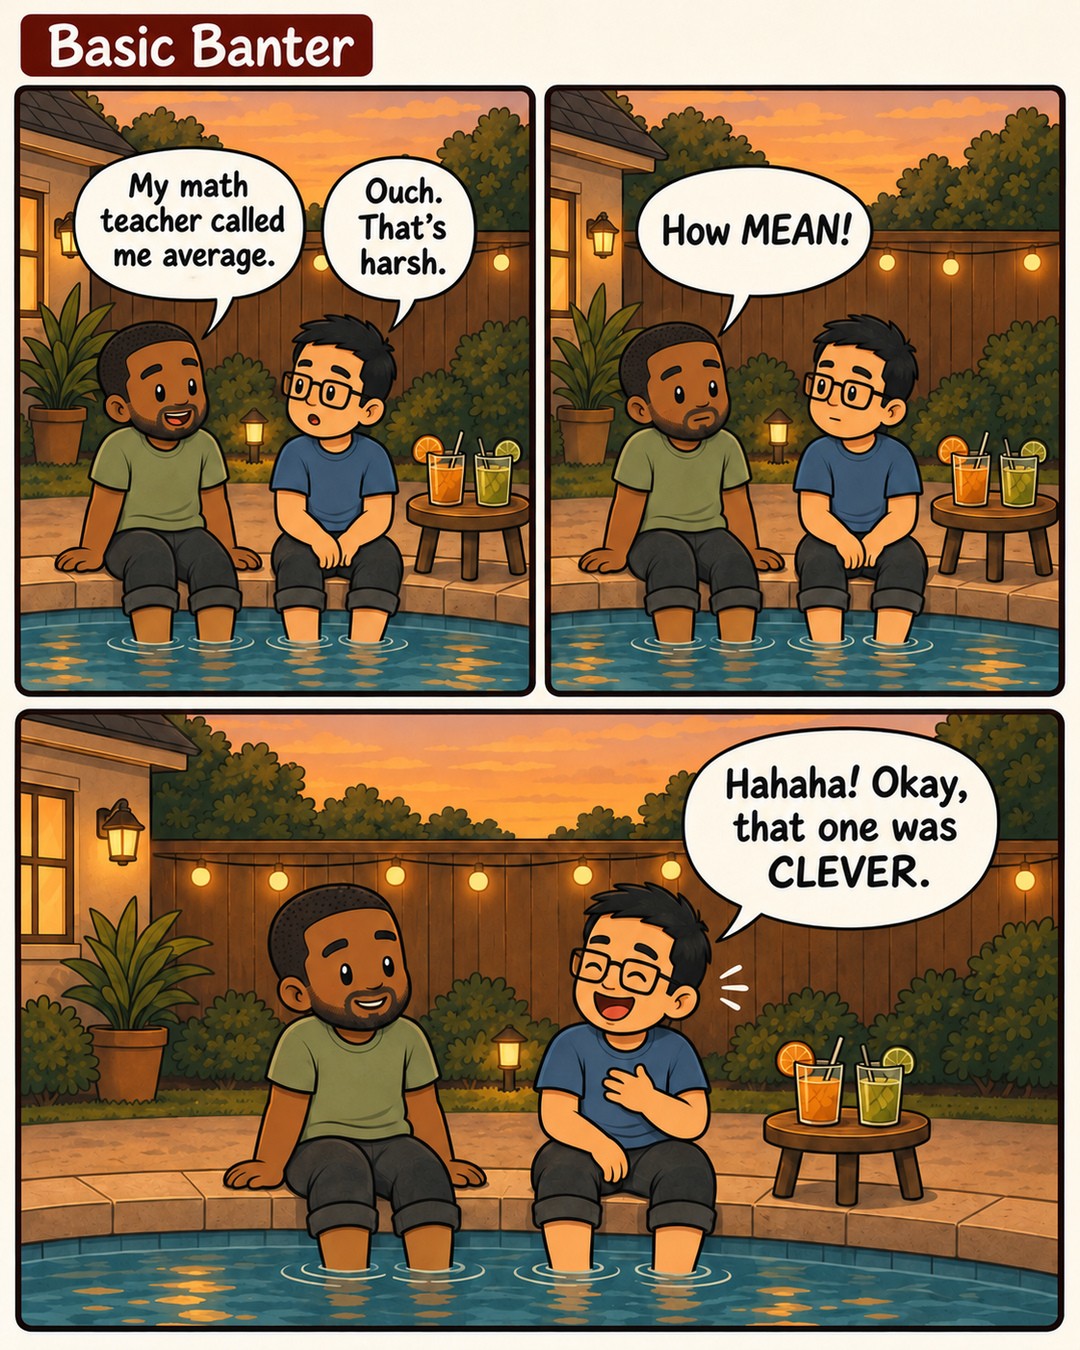 Basic Banter
My math
teacher called
me average.
Ouch.
That's
harsh.
How MEAN!
Hahaha! Okay,
that one was
CLEVER.